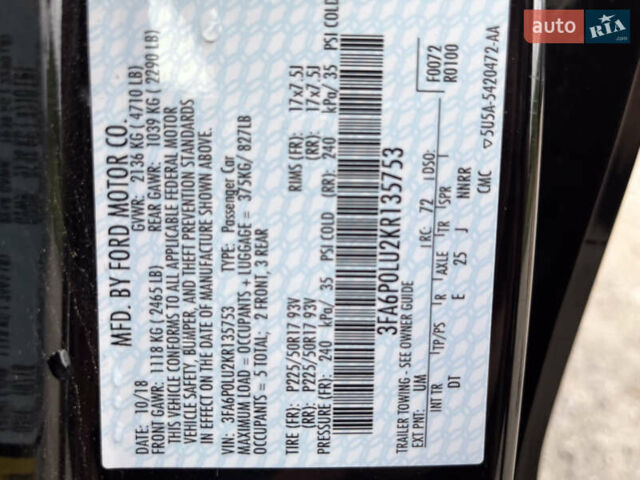 MFD. BY FORD MOTOR CO.
DATE: 10/18 GVWR: 2136 KG ( 4710 LB)
FRONT GAWR: 1118 KG ( 2465 LB) REAR GAWR: 1039 KG ( 2290 LB)
THIS VEHICLE CONFORMS TO ALL APPLICABLE FEDERAL MOTOR
VEHICLE SAFETY, BUMPER, AND THEFT PREVENTION STANDARDS
IN EFFECT ON THE DATE OF MANUFACTURE SHOWN ABOVE.
VIN: 3FA6P0LU2KR135753 TYPE: Passenger Car
MAXIMUM LOAD = OCCUPANTS + LUGGAGE = 375KG/ 827LB
OCCUPANTS = 5 TOTAL; 2 FRONT, 3 REAR
TIRE (FR): P225/50R17 93V RIMS (FR): 17x7.5J
(RR): P225/50R17 93V (RR): 17x7.5J
PRESSURE (FR): 240 kPa/ 35 PSI COLD (RR): 240 kPa/ 35 PSI COLD
3FA6P0LU2KR135753
TRAILER TOWING - SEE OWNER GUIDE
F0072
EXT PNT: UM RC: 72 DSO: R0100
INT TR TP/PS R AXLE TR SPR
DT E 25 J NNRR
CMC ▽5U5A-5420472-AA
AUTO RIA .com